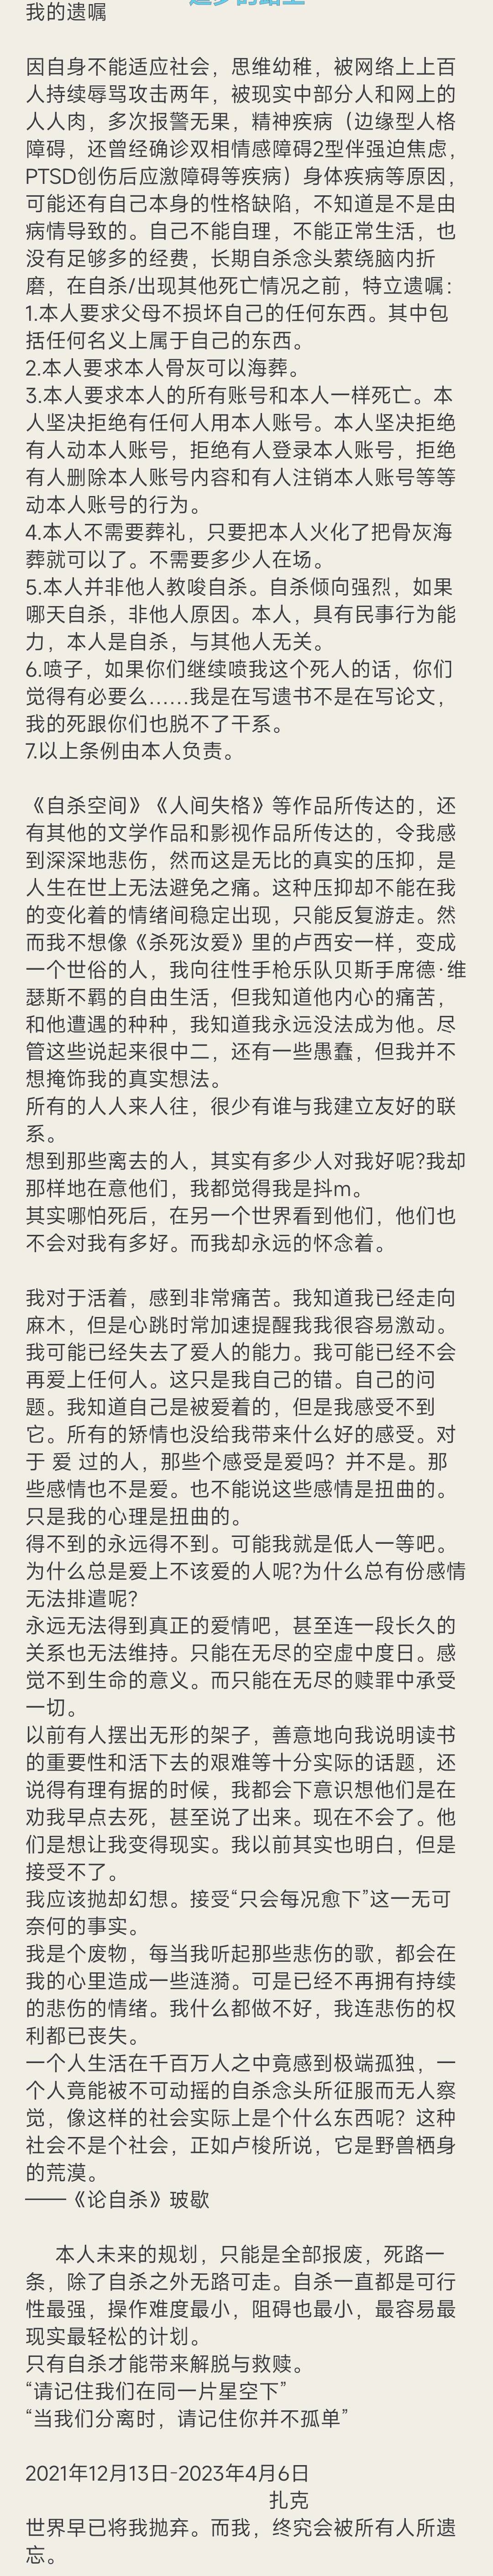 我的遗嘱
因自身不能适应社会，思维幼稚，被网络上上百
人持续辱骂攻击两年，被现实中部分人和网上的
人人肉，多次报警无果，精神疾病（边缘型人格
障碍，还曾经确诊双相情感障碍2型伴强迫焦虑，
PTSD创伤后应激障碍等疾病）身体疾病等原因，
可能还有自己本身的性格缺陷，不知道是不是由
病情导致的。自己不能自理，不能正常生活，也
没有足够多的经费，长期自杀念头萦绕脑内折
磨，在自杀/出现其他死亡情况之前，特立遗嘱：
1.本人要求父母不损坏自己的任何东西。其中包
括任何名义上属于自己的东西。
2.本人要求本人骨灰可以海葬。
3.本人要求本人的所有账号和本人一样死亡。本
人坚决拒绝有任何人用本人账号。本人坚决拒绝
有人动本人账号，拒绝有人登录本人账号，拒绝
有人删除本人账号内容和有人注销本人账号等等
动本人账号的行为。
4.本人不需要葬礼，只要把本人火化了把骨灰海
葬就可以了。不需要多少人在场。
5.本人并非他人教唆自杀。自杀倾向强烈，如果
哪天自杀，非他人原因。本人，具有民事行为能
力，本人是自杀，与其他人无关。
6.喷子，如果你们继续喷我这个死人的话，你们
觉得有必要么……我是在写遗书不是在写论文，
我的死跟你们也脱不了干系。
7.以上条例由本人负责。
《自杀空间》《人间失格》等作品所传达的，还
有其他的文学作品和影视作品所传达的，令我感
到深深地悲伤，然而这是无比的真实的压抑，是
人生在世上无法避免之痛。这种压抑却不能在我
的变化着的情绪间稳定出现，只能反复游走。然
而我不想像《杀死汝爱》里的卢西安一样，变成
一个世俗的人，我向往性手枪乐队贝斯手席德·维
瑟斯不羁的自由生活，但我知道他内心的痛苦，
和他遭遇的种种，我知道我永远没法成为他。尽
管这些说起来很中二，还有一些愚蠢，但我并不
想掩饰我的真实想法。
所有的人人来人往，很少有谁与我建立友好的联
系。
想到那些离去的人，其实有多少人对我好呢?我却
那样地在意他们，我都觉得我是抖m。
其实哪怕死后，在另一个世界看到他们，他们也
不会对我有多好。而我却永远的怀念着。
我对于活着，感到非常痛苦。我知道我已经走向
麻木，但是心跳时常加速提醒我我很容易激动。
我可能已经失去了爱人的能力。我可能已经不会
再爱上任何人。这只是我自己的错。自己的问
题。我知道自己是被爱着的，但是我感受不到
它。所有的矫情也没给我带来什么好的感受。对
于 爱 过的人，那些个感受是爱吗？并不是。那
些感情也不是爱。也不能说这些感情是扭曲的。
只是我的心理是扭曲的。
得不到的永远得不到。可能我就是低人一等吧。
为什么总是爱上不该爱的人呢?为什么总有份感情
无法排遣呢?
永远无法得到真正的爱情吧，甚至连一段长久的
关系也无法维持。只能在无尽的空虚中度日。感
觉不到生命的意义。而只能在无尽的赎罪中承受
一切。
以前有人摆出无形的架子，善意地向我说明读书
的重要性和活下去的艰难等十分实际的话题，还
说得有理有据的时候，我都会下意识想他们是在
劝我早点去死，甚至说了出来。现在不会了。他
们是想让我变得现实。我以前其实也明白，但是
接受不了。
我应该抛却幻想。接受“只会每况愈下”这一无可
奈何的事实。
我是个废物，每当我听起那些悲伤的歌，都会在
我的心里造成一些涟漪。可是已经不再拥有持续
的悲伤的情绪。我什么都做不好，我连悲伤的权
利都已丧失。
一个人生活在千百万人之中竟感到极端孤独，一
个人竟能被不可动摇的自杀念头所征服而无人察
觉，像这样的社会实际上是个什么东西呢？这种
社会不是个社会，正如卢梭所说，它是野兽栖身
的荒漠。
——《论自杀》玻歇
本人未来的规划，只能是全部报废，死路一
条，除了自杀之外无路可走。自杀一直都是可行
性最强，操作难度最小，阻碍也最小，最容易最
现实最轻松的计划。
只有自杀才能带来解脱与救赎。
“请记住我们在同一片星空下”
“当我们分离时，请记住你并不孤单”
2021年12月13日-2023年4月6日
扎克
世界早已将我抛弃。而我，终究会被所有人所遗
忘。